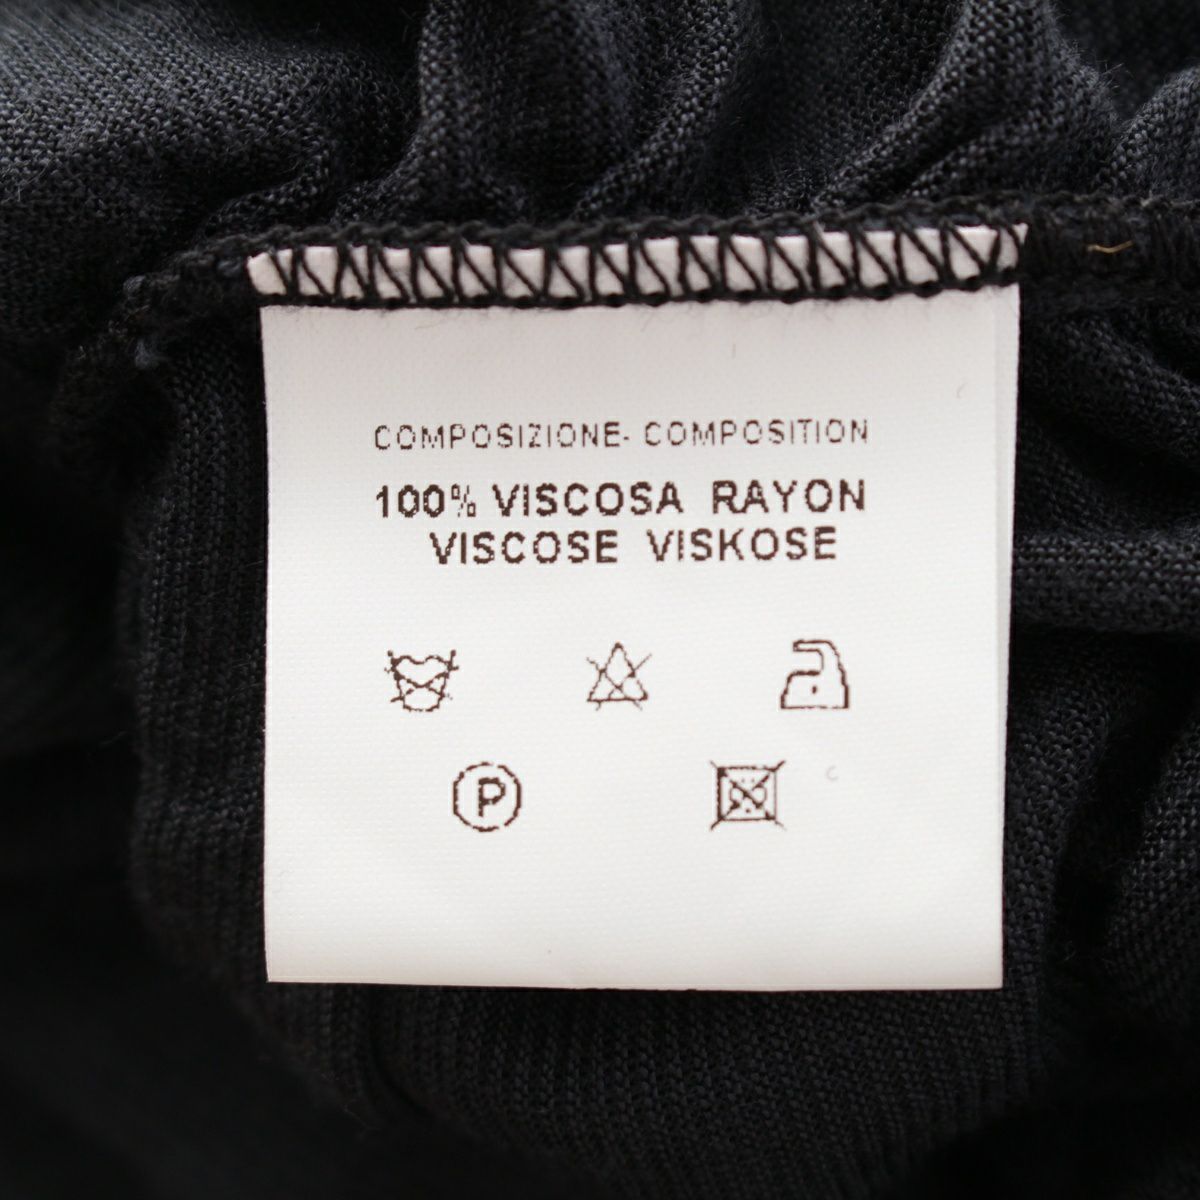 COMPOSIZIONE- COMPOSITION
100% VISCOSA RAYON
VISCOSE VISKOSE
P